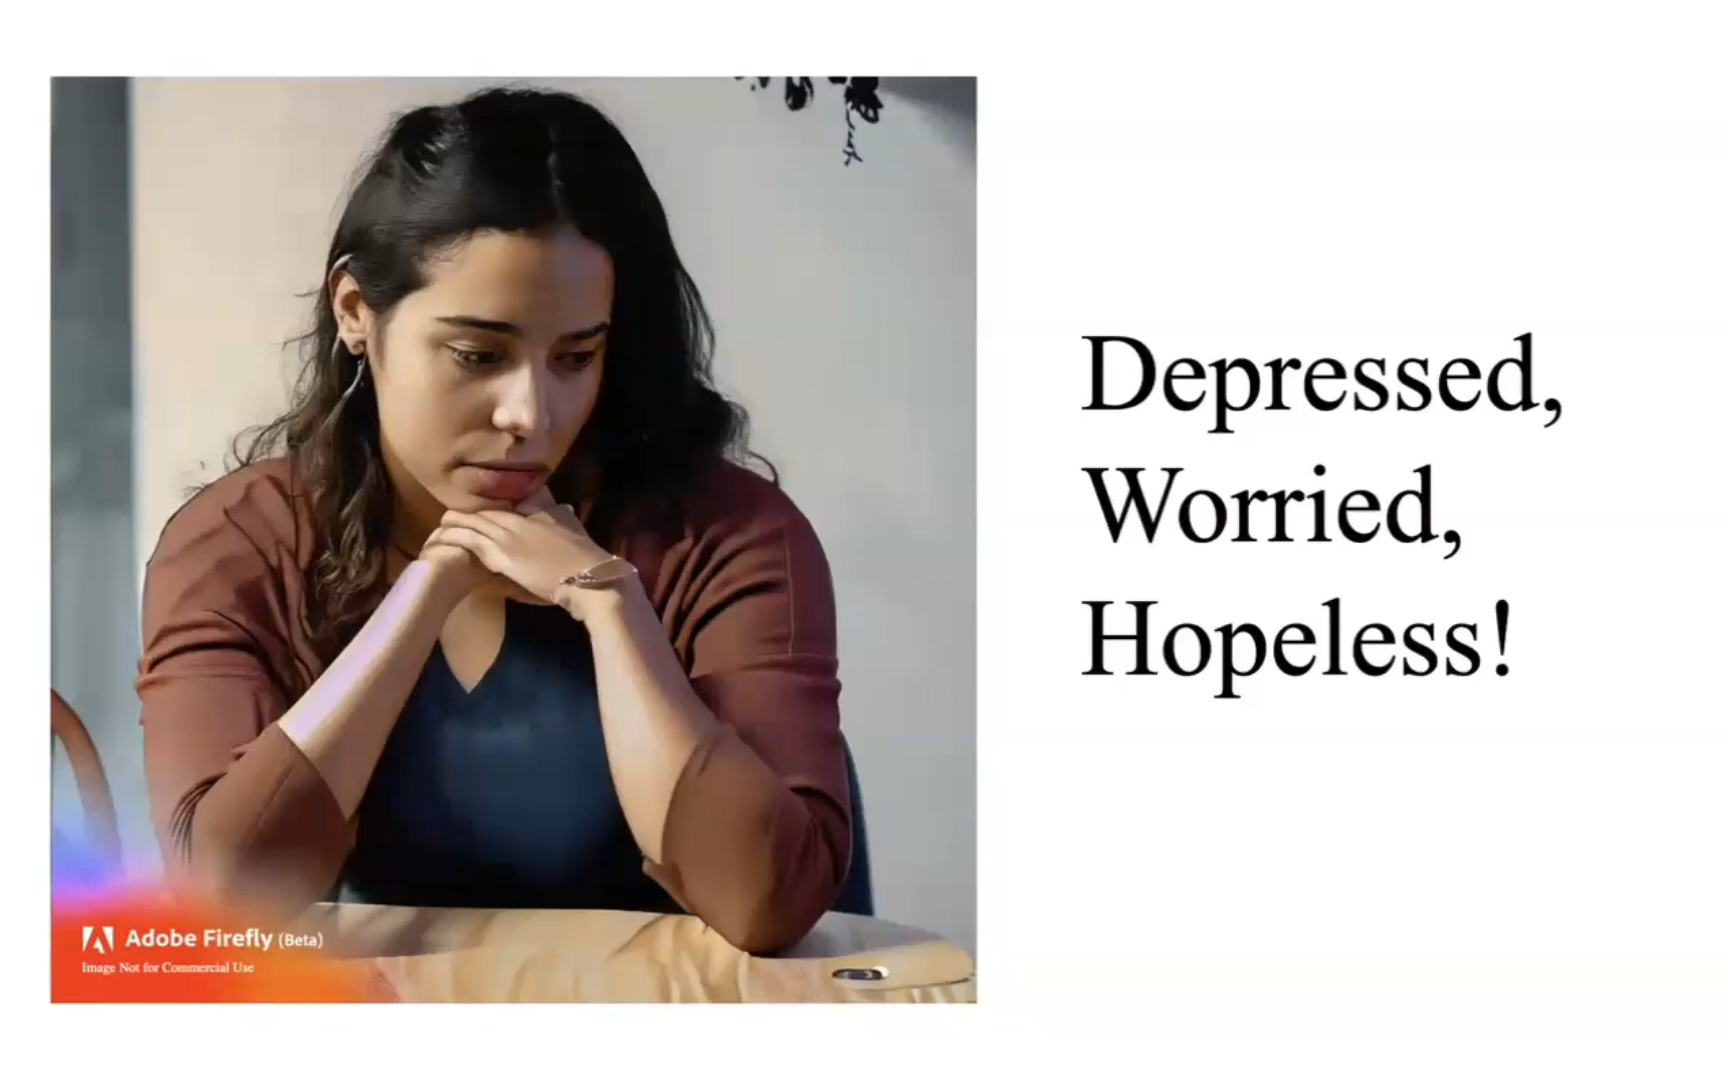 Depressed,
Worried,
Hopeless!
Adobe Firefly (Beta)
Image Not for Commercial Use